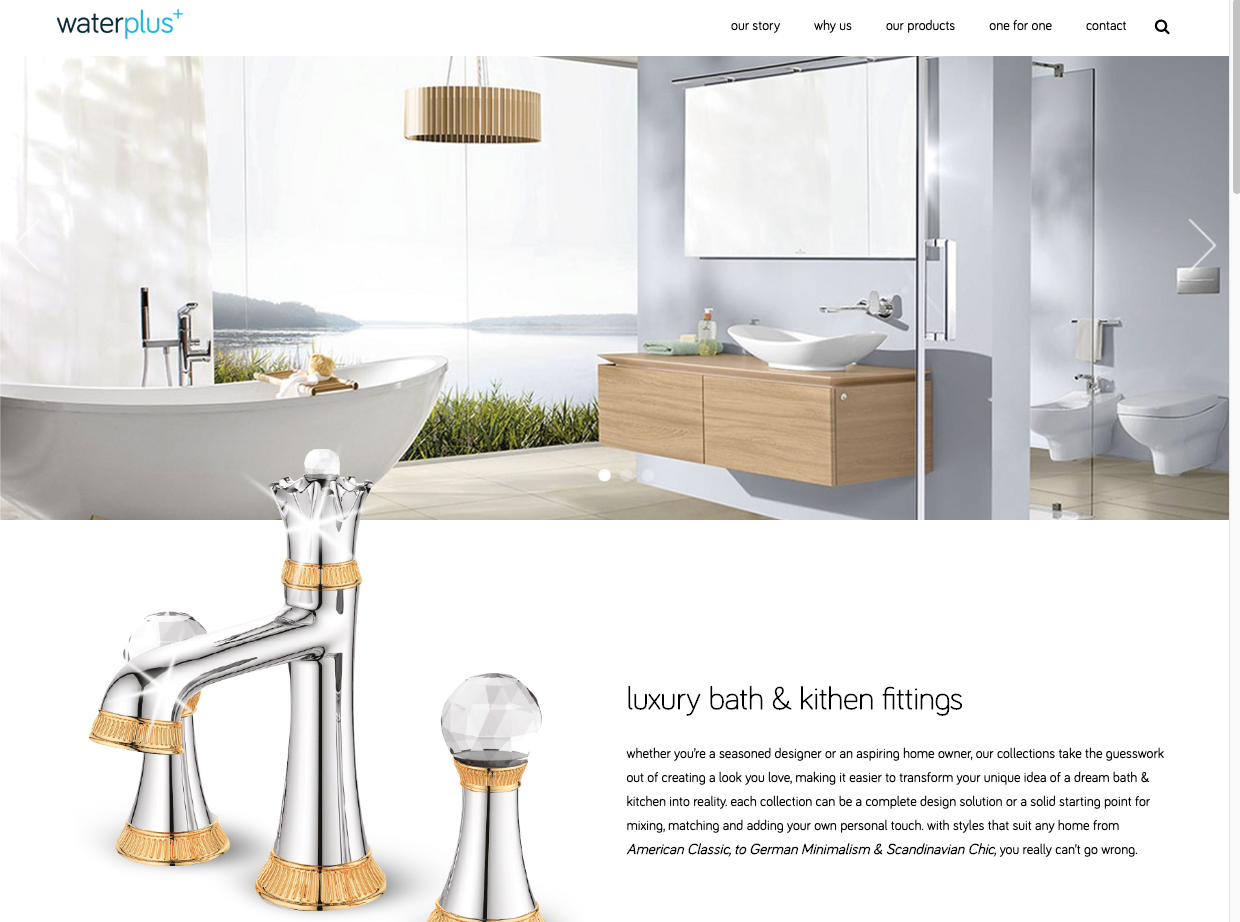 waterplus+
our story why us our products one for one contact
luxury bath & kithen fittings
whether you're a seasoned designer or an aspiring home owner, our collections take the guesswork
out of creating a look you love, making it easier to transform your unique idea of a dream bath &
kitchen into reality. each collection can be a complete design solution or a solid starting point for
mixing, matching and adding your own personal touch. with styles that suit any home from
American Classic, to German Minimalism & Scandinavian Chic, you really can't go wrong.